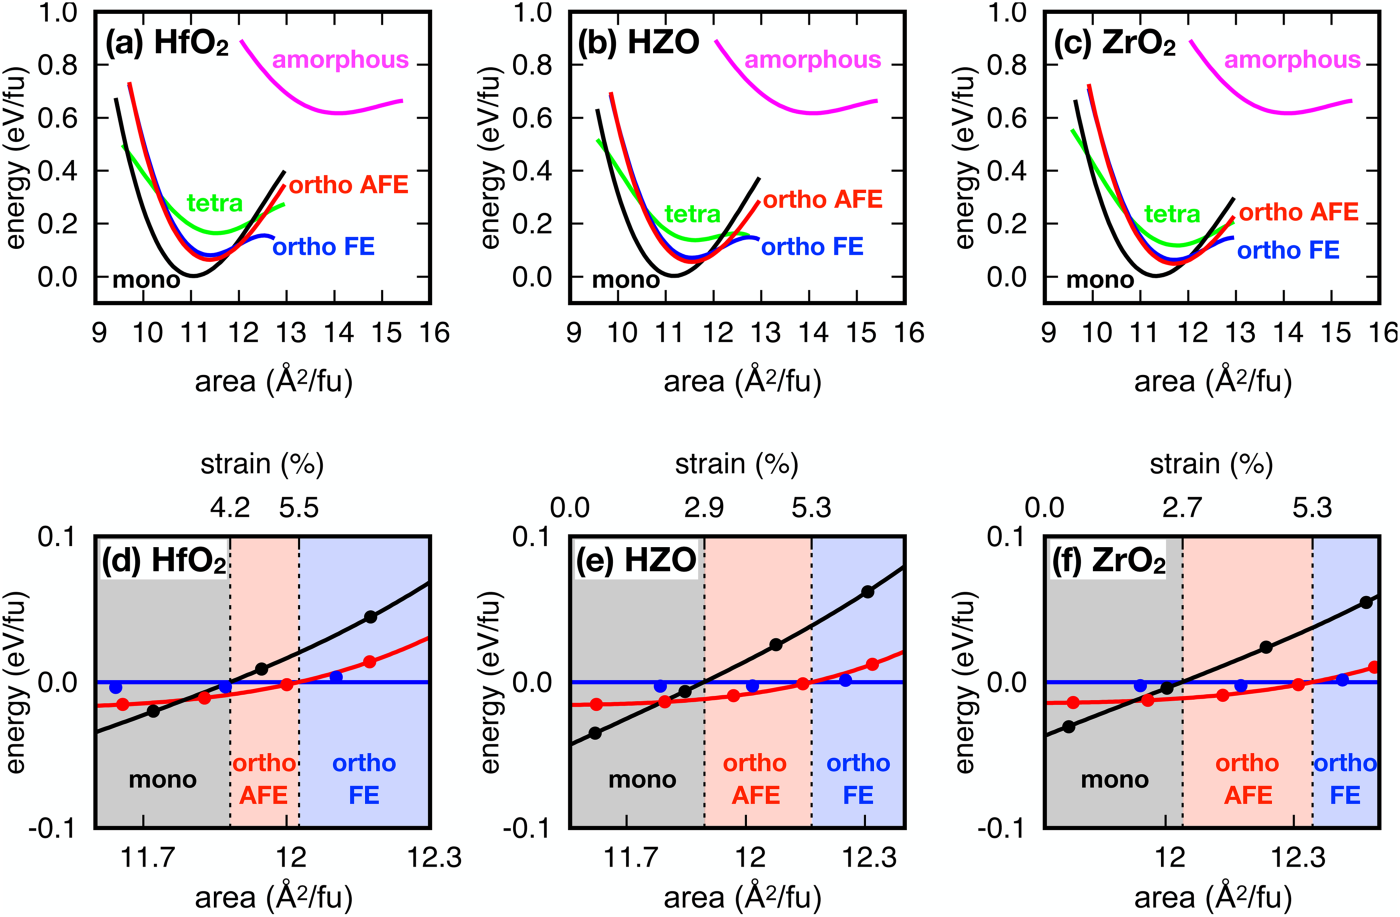 (a) HfO₂
amorphous
tetra
ortho AFE
ortho FE
mono
energy (eV/fu)
1.0
0.8
0.6
0.4
0.2
0.0
9 10 11 12 13 14 15 16
area (Å²/fu)
(b) HZO
amorphous
tetra
ortho AFE
ortho FE
mono
energy (eV/fu)
1.0
0.8
0.6
0.4
0.2
0.0
9 10 11 12 13 14 15 16
area (Å²/fu)
(c) ZrO₂
amorphous
tetra
ortho AFE
ortho FE
mono
energy (eV/fu)
1.0
0.8
0.6
0.4
0.2
0.0
9 10 11 12 13 14 15 16
area (Å²/fu)
strain (%)
4.2 5.5
(d) HfO₂
energy (eV/fu)
0.1
0.0
-0.1
mono
ortho
AFE
ortho
FE
11.7 12 12.3
area (Å²/fu)
strain (%)
0.0 2.9 5.3
(e) HZO
energy (eV/fu)
0.1
0.0
-0.1
mono
ortho
AFE
ortho
FE
11.7 12 12.3
area (Å²/fu)
strain (%)
0.0 2.7 5.3
(f) ZrO₂
energy (eV/fu)
0.1
0.0
-0.1
mono
ortho
AFE
ortho
FE
12 12.3
area (Å²/fu)